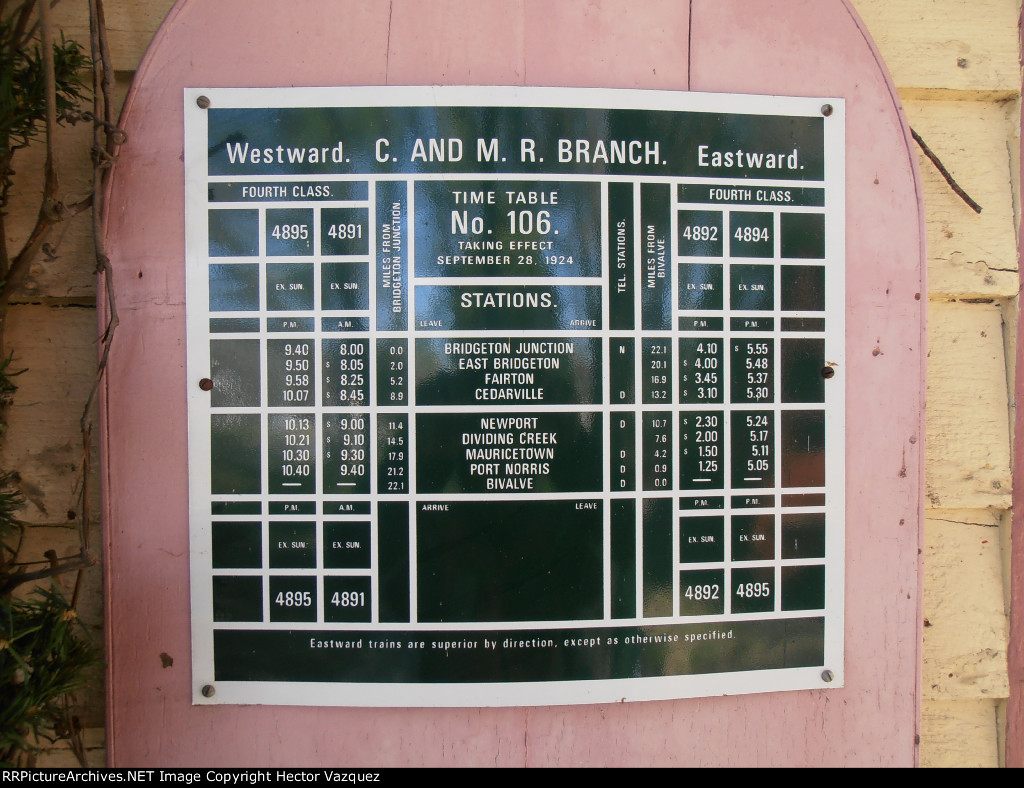 Westward. C. AND M. R. BRANCH. Eastward.
FOURTH CLASS. MILES FROM BRIDGETON JUNCTION. TIME TABLE TEL. STATIONS. MILES FROM BIVALVE. FOURTH CLASS.
No. 106.
4895 4891 4892 4894
TAKING EFFECT
SEPTEMBER 28, 1924
EX. SUN. EX. SUN. EX. SUN. EX. SUN.
STATIONS.
P.M. A.M. LEAVE ARRIVE P.M. P.M.
9.40 8.00 0.0 BRIDGETON JUNCTION N 22.1 4.10 s 5.55
9.50 s 8.05 2.0 EAST BRIDGETON 20.1 s 4.00 5.48
9.58 s 8.25 5.2 FAIRTON 16.9 s 3.45 5.37
10.07 s 8.45 8.9 CEDARVILLE D 13.2 s 3.10 5.30
10.13 s 9.00 11.4 NEWPORT D 10.7 s 2.30 5.24
10.21 s 9.10 14.5 DIVIDING CREEK 7.6 s 2.00 5.17
10.30 s 9.30 17.9 MAURICETOWN D 4.2 s 1.50 5.11
10.40 9.40 21.2 PORT NORRIS D 0.9 1.25 5.05
— — 22.1 BIVALVE D 0.0 — —
P.M. A.M. ARRIVE LEAVE P.M. P.M.
EX. SUN. EX. SUN. EX. SUN. EX. SUN.
4895 4891 4892 4895
Eastward trains are superior by direction, except as otherwise specified.
RRPictureArchives.NET Image Copyright Hector Vazquez